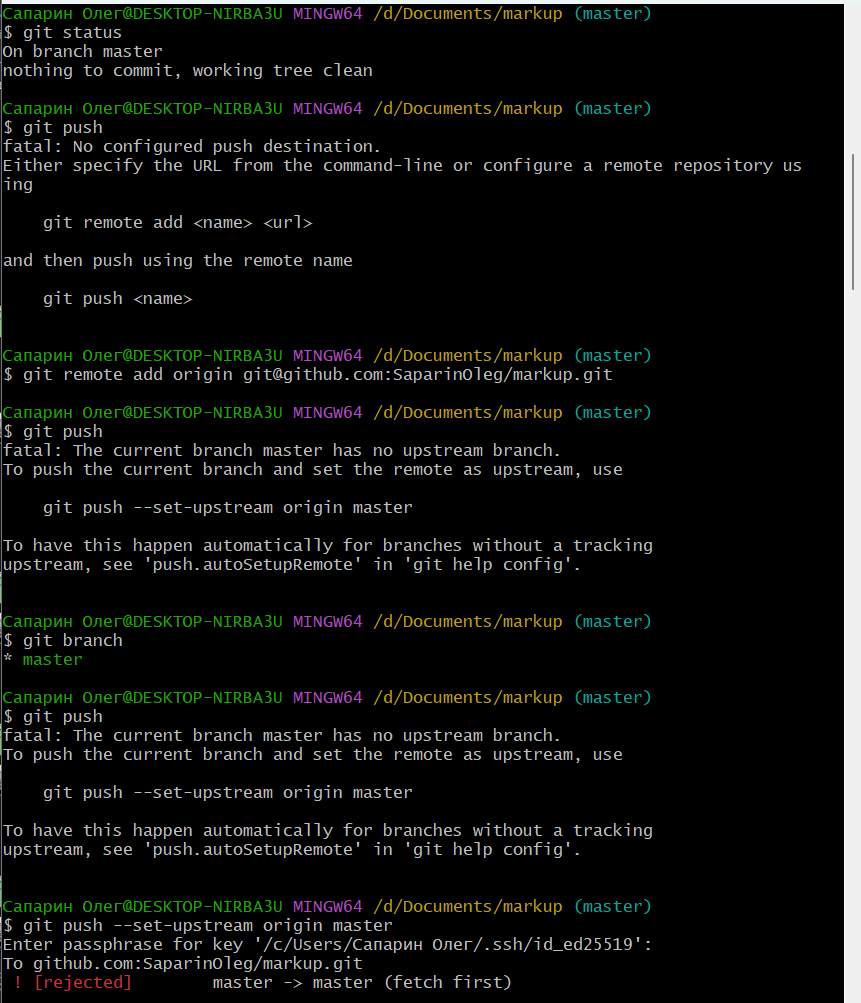 Сапарин Олег@DESKTOP-NIRBA3U MINGW64 /d/Documents/markup (master)
$ git status
On branch master
nothing to commit, working tree clean
Сапарин Олег@DESKTOP-NIRBA3U MINGW64 /d/Documents/markup (master)
$ git push
fatal: No configured push destination.
Either specify the URL from the command-line or configure a remote repository us
ing
git remote add <name> <url>
and then push using the remote name
git push <name>
Сапарин Олег@DESKTOP-NIRBA3U MINGW64 /d/Documents/markup (master)
$ git remote add origin git@github.com:SaparinOleg/markup.git
Сапарин Олег@DESKTOP-NIRBA3U MINGW64 /d/Documents/markup (master)
$ git push
fatal: The current branch master has no upstream branch.
To push the current branch and set the remote as upstream, use
git push --set-upstream origin master
To have this happen automatically for branches without a tracking
upstream, see 'push.autoSetupRemote' in 'git help config'.
Сапарин Олег@DESKTOP-NIRBA3U MINGW64 /d/Documents/markup (master)
$ git branch
* master
Сапарин Олег@DESKTOP-NIRBA3U MINGW64 /d/Documents/markup (master)
$ git push
fatal: The current branch master has no upstream branch.
To push the current branch and set the remote as upstream, use
git push --set-upstream origin master
To have this happen automatically for branches without a tracking
upstream, see 'push.autoSetupRemote' in 'git help config'.
Сапарин Олег@DESKTOP-NIRBA3U MINGW64 /d/Documents/markup (master)
$ git push --set-upstream origin master
Enter passphrase for key '/c/Users/Сапарин Олег/.ssh/id_ed25519':
To github.com:SaparinOleg/markup.git
! [rejected] master -> master (fetch first)